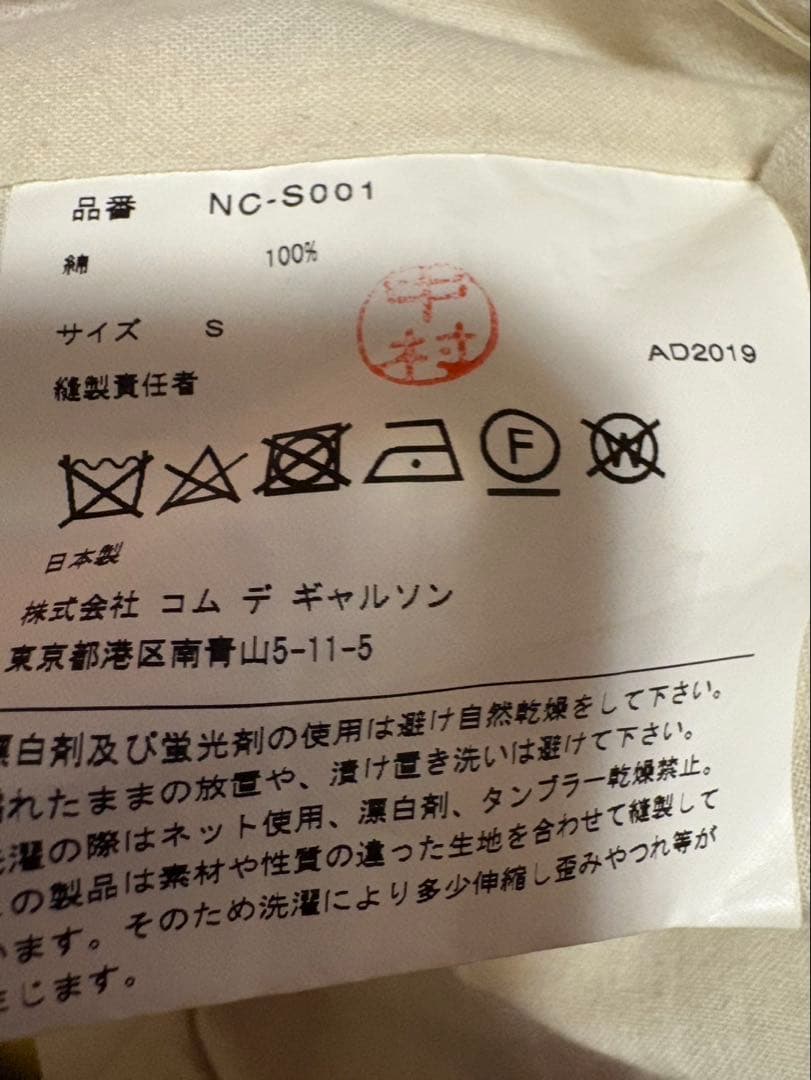 品番 NC-S001
綿 100%
サイズ S
中村
AD2019
縫製責任者
F
W
日本製
株式会社 コム デ ギャルソン
東京都港区南青山5-11-5
漂白剤及び蛍光剤の使用は避け自然乾燥をして下さい。
濡れたままの放置や、漬け置き洗いは避けて下さい。
洗濯の際はネット使用、漂白剤、タンブラー乾燥禁止。
の製品は素材や性質の違った生地を合わせて縫製して
います。そのため洗濯により多少伸縮し歪みやつれ等が
生じます。